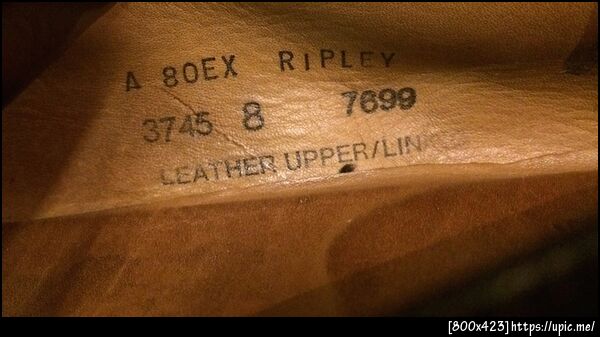 A 80EX RIPLEY
3745 8 7699
LEATHER UPPER/LIN
[800x423]https://upic.me/